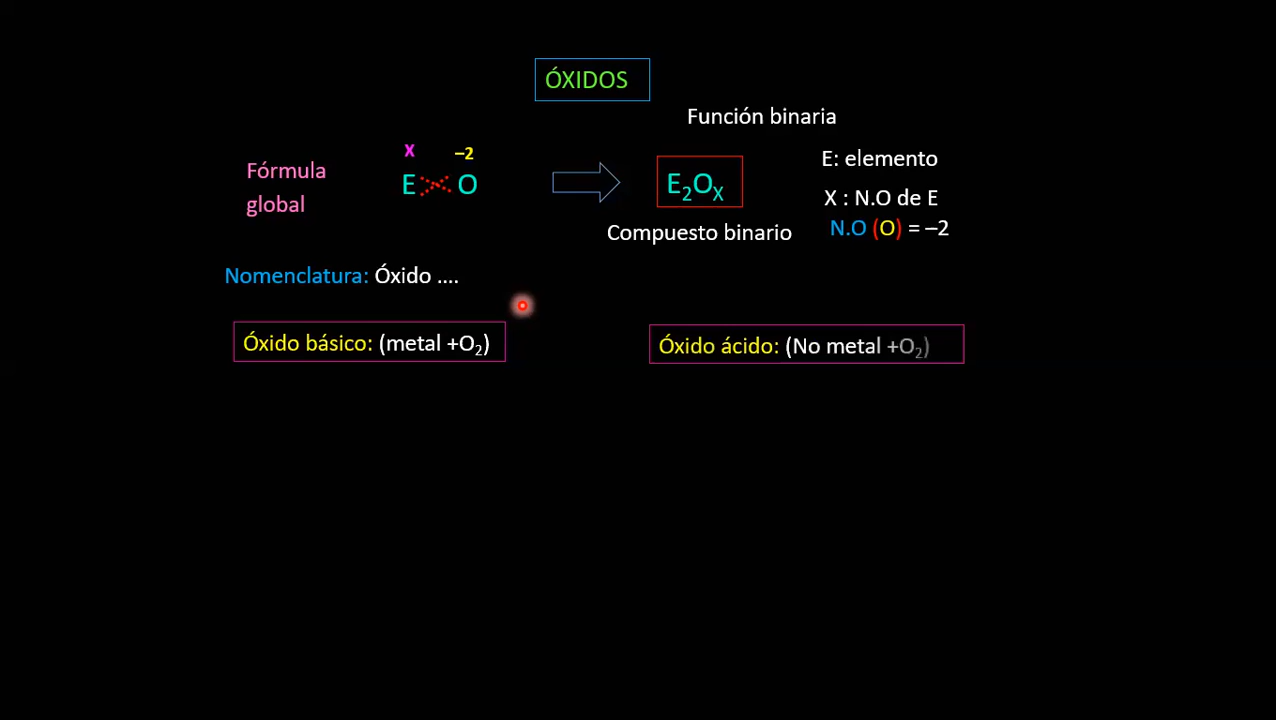 ÓXIDOS
Función binaria
Fórmula
global
X –2
E O
E₂Oₓ
Compuesto binario
E: elemento
X : N.O de E
N.O (O) = –2
Nomenclatura: Óxido ....
Óxido básico: (metal +O₂)
Óxido ácido: (No metal +O₂)